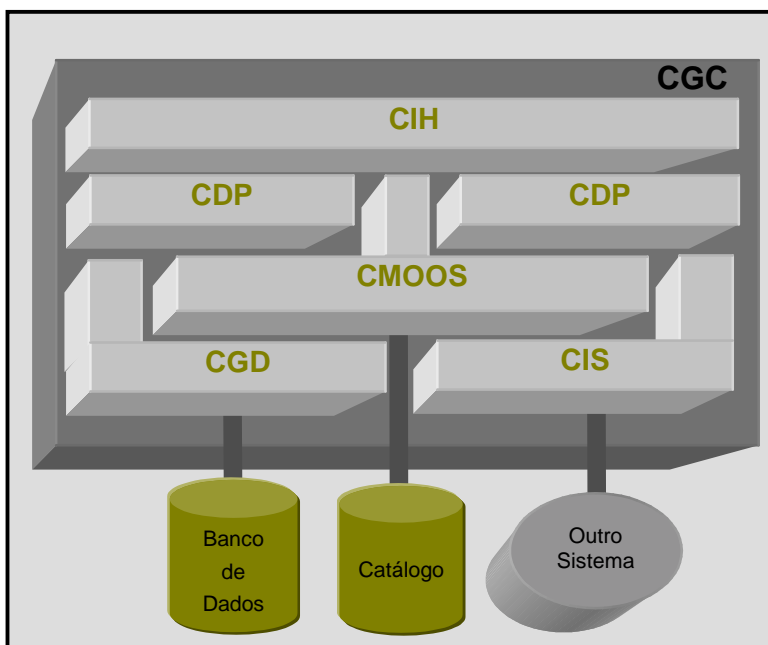 CGC
CIH
CDP
CDP
CMOOS
CGD
CIS
Banco
de
Dados
Catálogo
Outro
Sistema